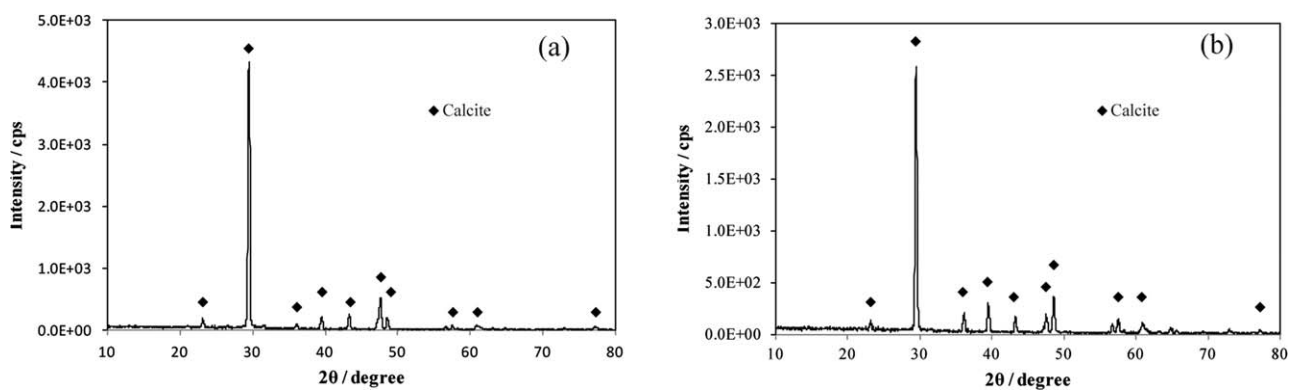 (a)
Intensity / cps
5.0E+03
4.0E+03
3.0E+03
2.0E+03
1.0E+03
0.0E+00
◆ Calcite
10 20 30 40 50 60 70 80
2θ / degree
(b)
Intensity / cps
3.0E+03
2.5E+03
2.0E+03
1.5E+03
1.0E+03
5.0E+02
0.0E+00
◆ Calcite
10 20 30 40 50 60 70 80
2θ / degree